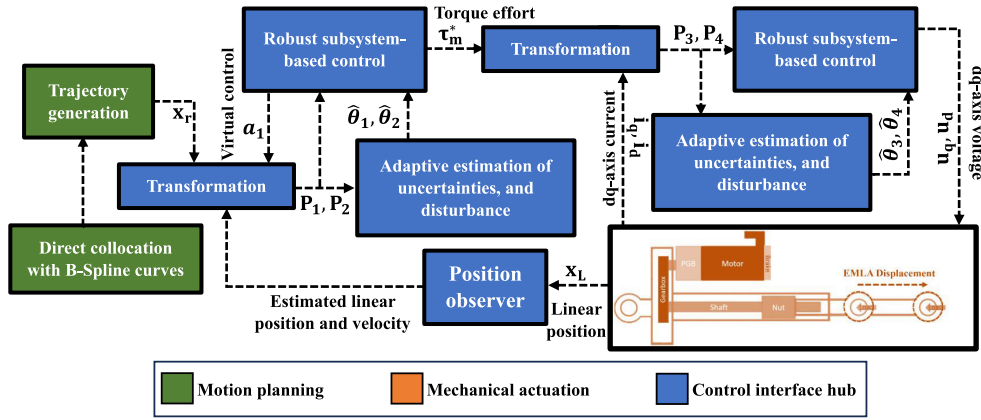 Torque effort
τ*m
Robust subsystem-
based control
Transformation
P3, P4
Robust subsystem-
based control
Trajectory
generation
xr
Virtual control
a1
θ̂1, θ̂2
dq-axis current
iq, id
Adaptive estimation of
uncertainties, and
disturbance
θ̂3, θ̂4
dq-axis voltage
uq, ud
Transformation
P1, P2
Adaptive estimation of
uncertainties, and
disturbance
Direct collocation
with B-Spline curves
Estimated linear
position and velocity
Position
observer
xL
Linear
position
PGB
Motor
Brake
Gearbox
EMLA Displacement
Shaft
Nut
Motion planning
Mechanical actuation
Control interface hub